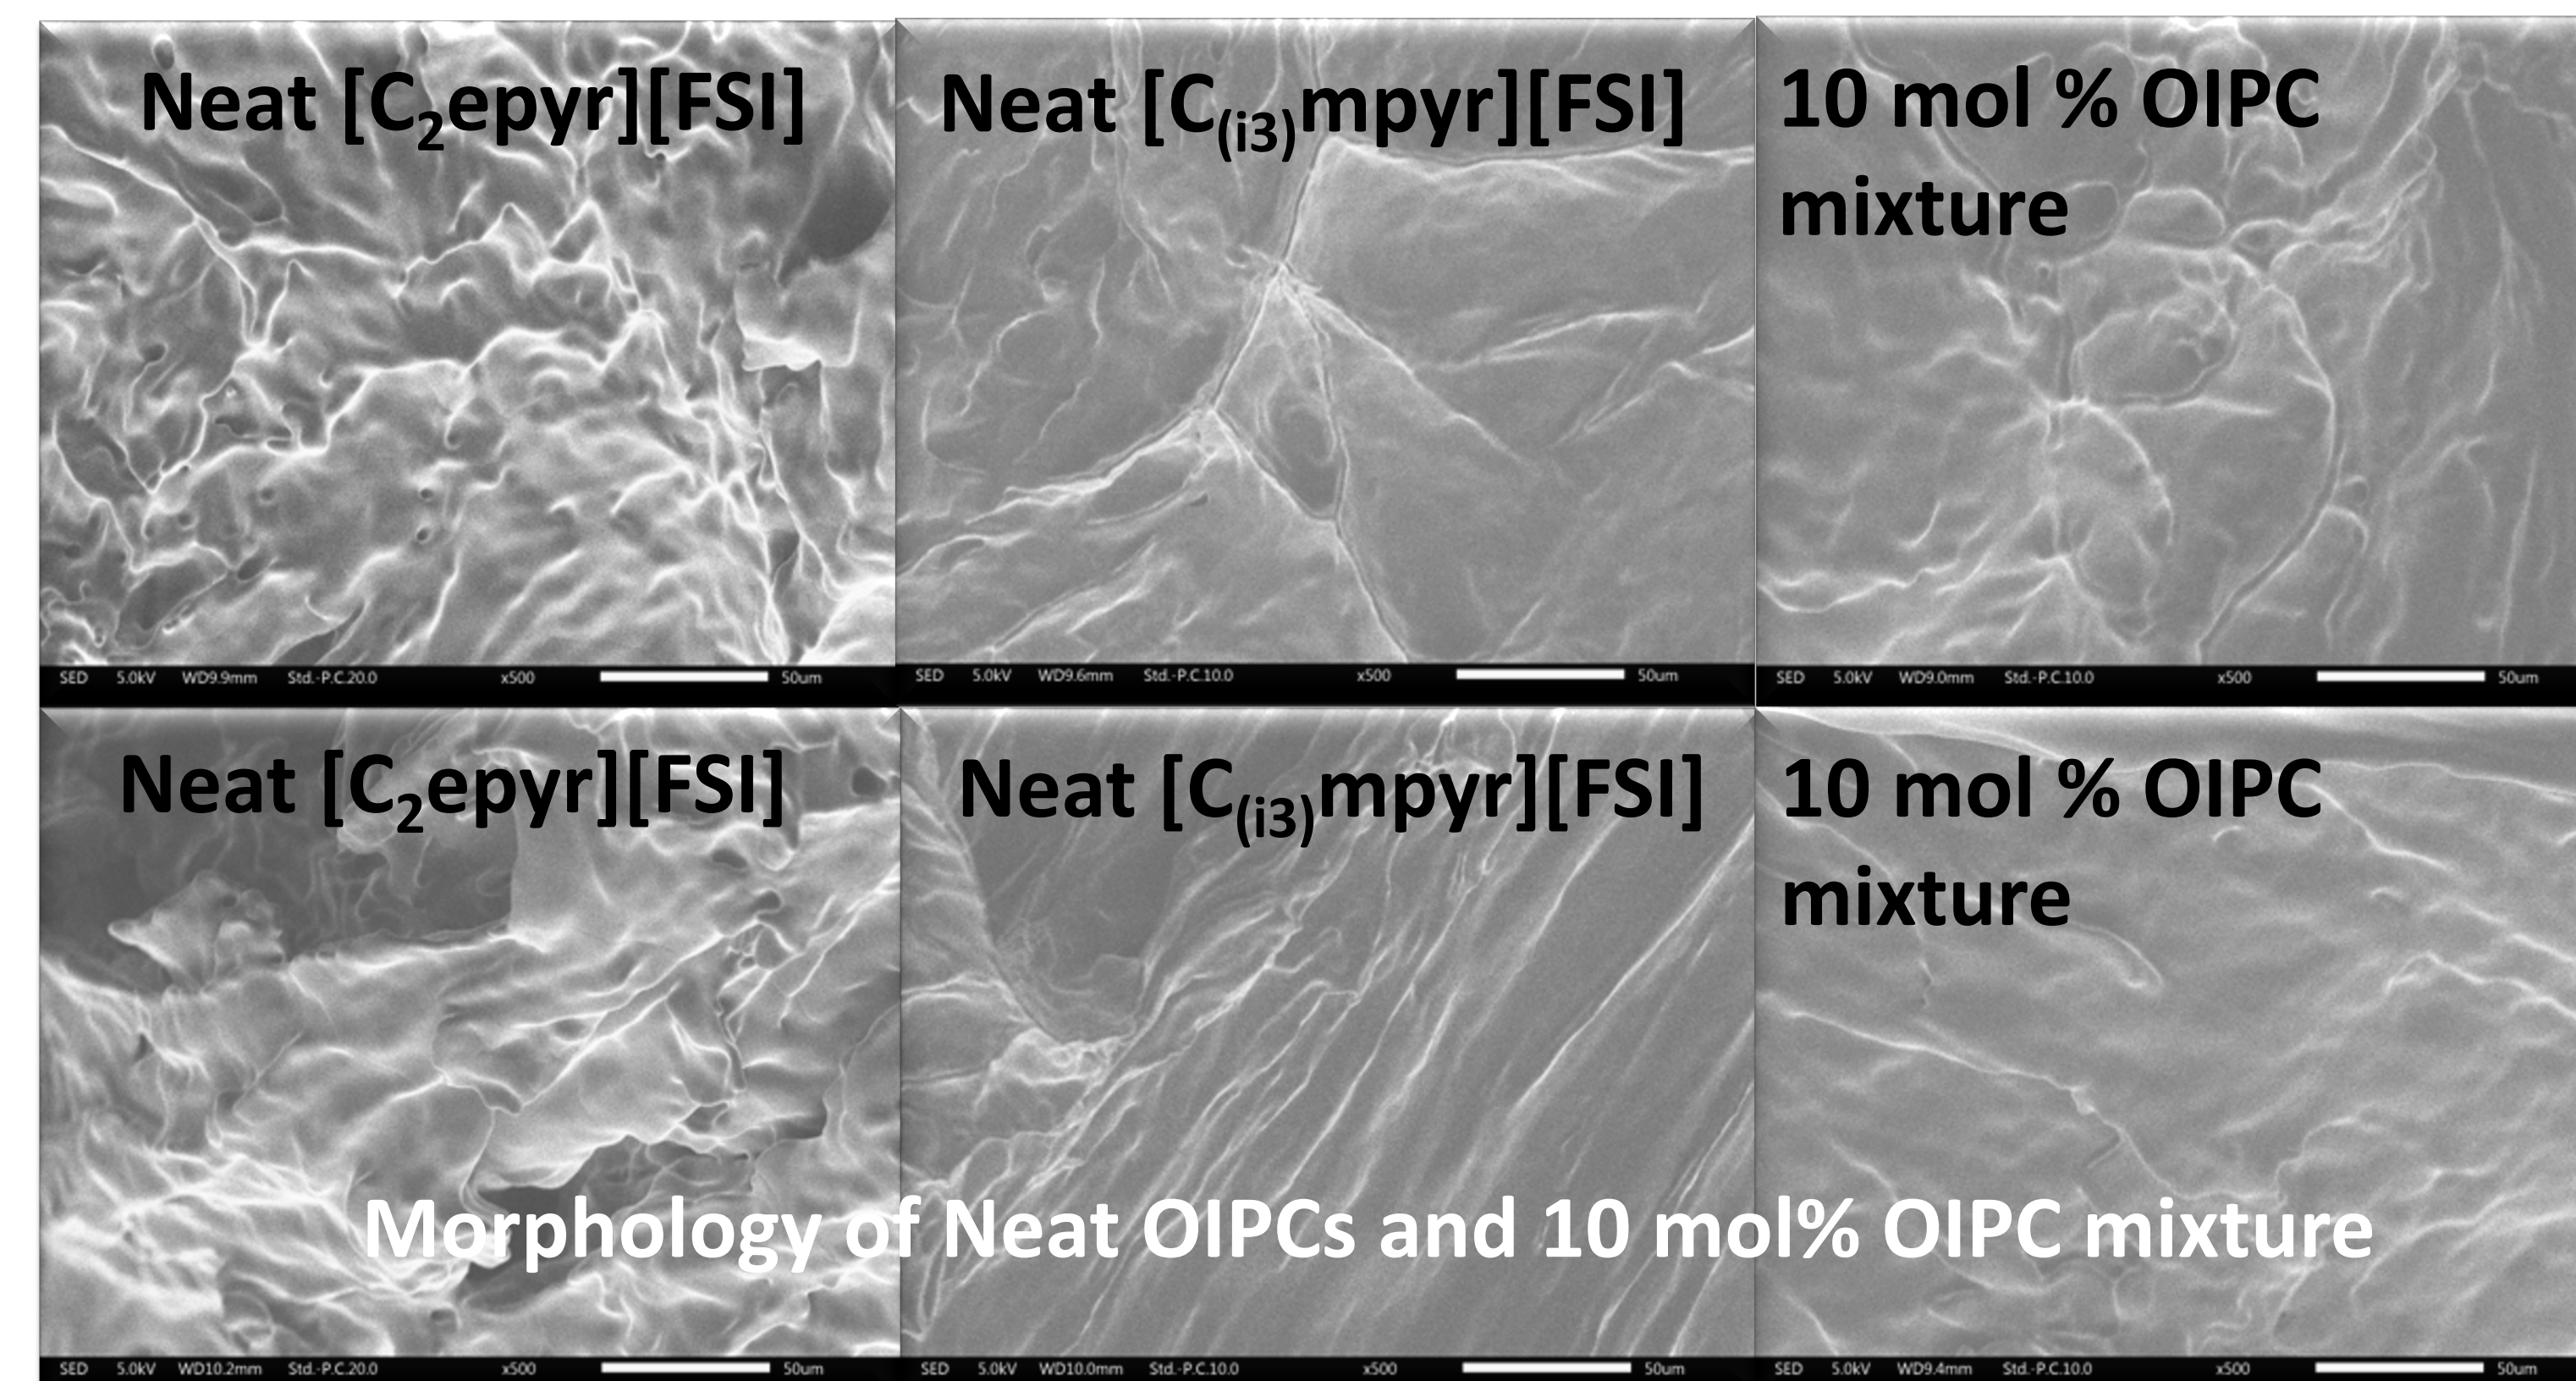 Neat [C₂epyr][FSI]
Neat [C₍ᵢ₃₎mpyr][FSI]
10 mol % OIPC
mixture
SED 5.0kV WD9.9mm Std.-P.C.20.0 x500 50um
SED 5.0kV WD9.6mm Std.-P.C.10.0 x500 50um
SED 5.0kV WD9.0mm Std.-P.C.10.0 x500 50um
Neat [C₂epyr][FSI]
Neat [C₍ᵢ₃₎mpyr][FSI]
10 mol % OIPC
mixture
Morphology of Neat OIPCs and 10 mol% OIPC mixture
SED 5.0kV WD10.2mm Std.-P.C.20.0 x500 50um
SED 5.0kV WD10.0mm Std.-P.C.10.0 x500 50um
SED 5.0kV WD9.4mm Std.-P.C.10.0 x500 50um